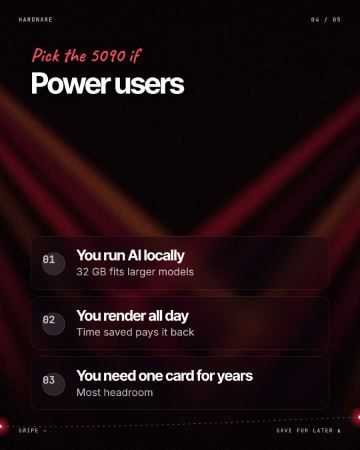 HARDWARE
04 / 05
Pick the 5090 if
Power users
01
You run AI locally
32 GB fits larger models
02
You render all day
Time saved pays it back
03
You need one card for years
Most headroom
SWIPE →
SAVE FOR LATER